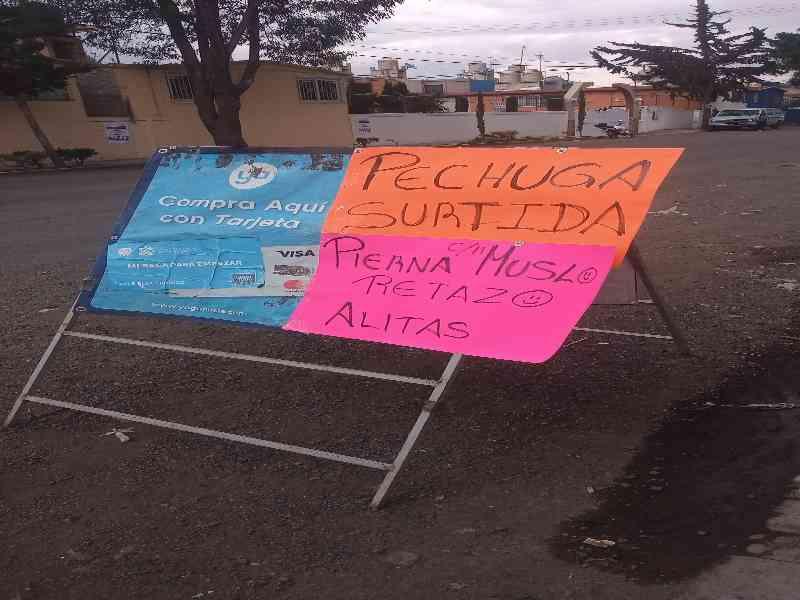 Compra Aquí
con Tarjeta
VISA
PECHUGA
SURTIDA
PIERNA C/ MUSLO
RETAZO
ALITAS